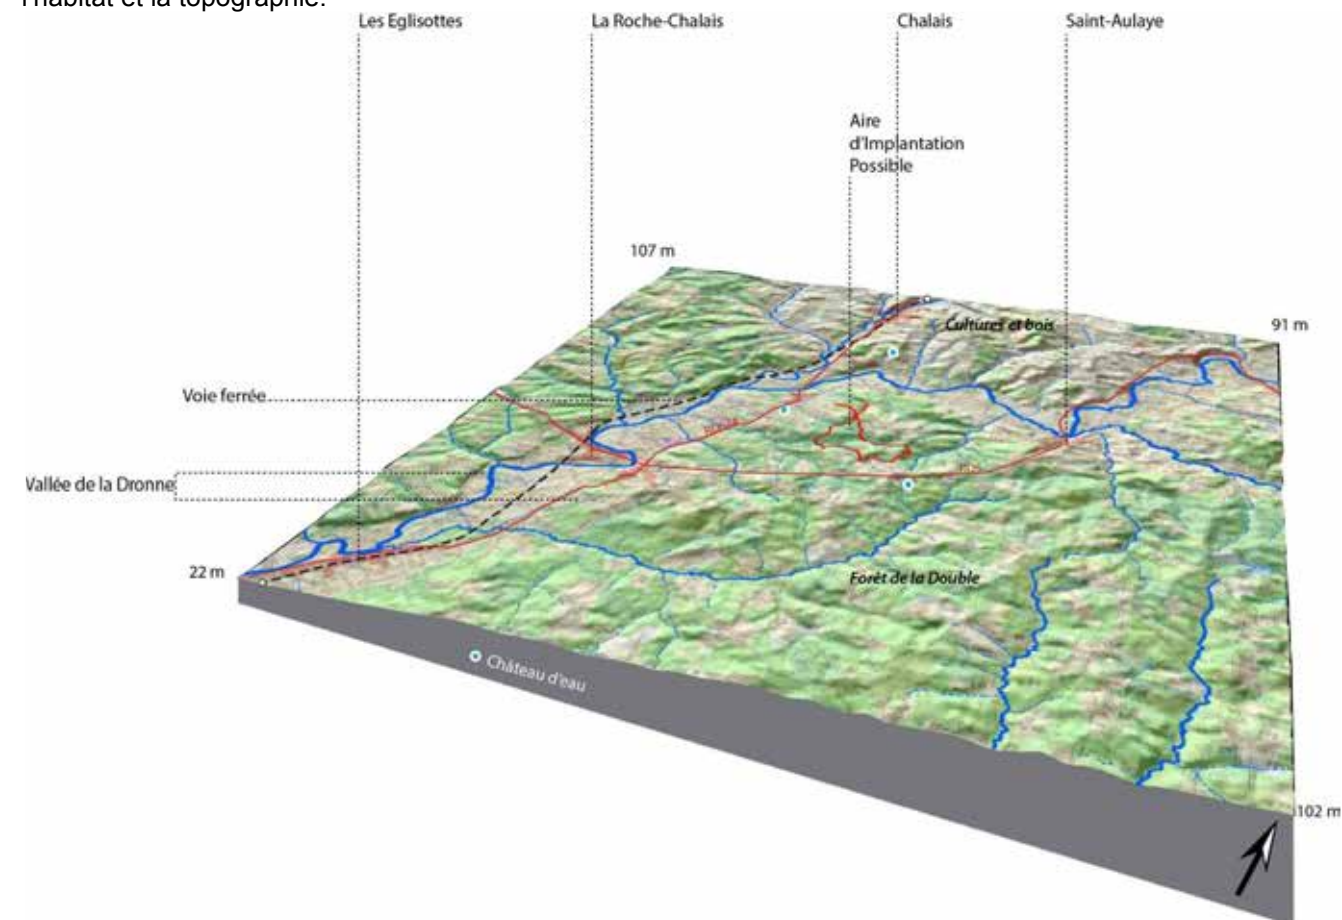 l'habitat et la topographie.
Les Eglisottes
La Roche-Chalais
Chalais
Saint-Aulaye
Aire
d'Implantation
Possible
107 m
91 m
Cultures et bois
Voie ferrée
Vallée de la Dronne
22 m
Forêt de la Double
Château d'eau
102 m